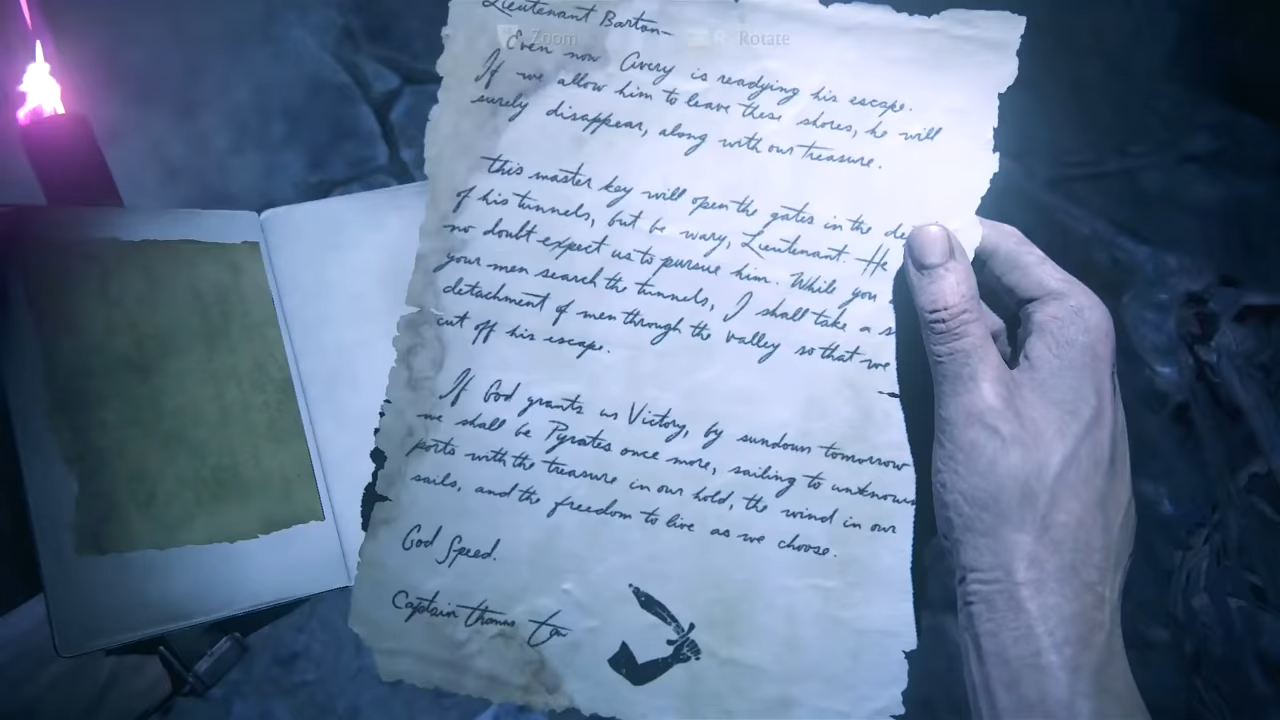 Lieutenant Barton—
Zoom
Rotate
Even now Avery is readying his escape.
If we allow him to leave these shores, he will
surely disappear, along with our treasure.
this master key will open the gates in the de
of his tunnels, but be wary, Lieutenant. He
no doubt expect us to pursue him. While you
your men search the tunnels, I shall take a s
detachment of men through the valley so that we
cut off his escape.
If God grants us Victory, by sundown tomorrow
we shall be Pyrates once more, sailing to unknown
ports with the treasure in our hold, the wind in our
sails, and the freedom to live as we choose.
God Speed.
Captain Thomas Tew